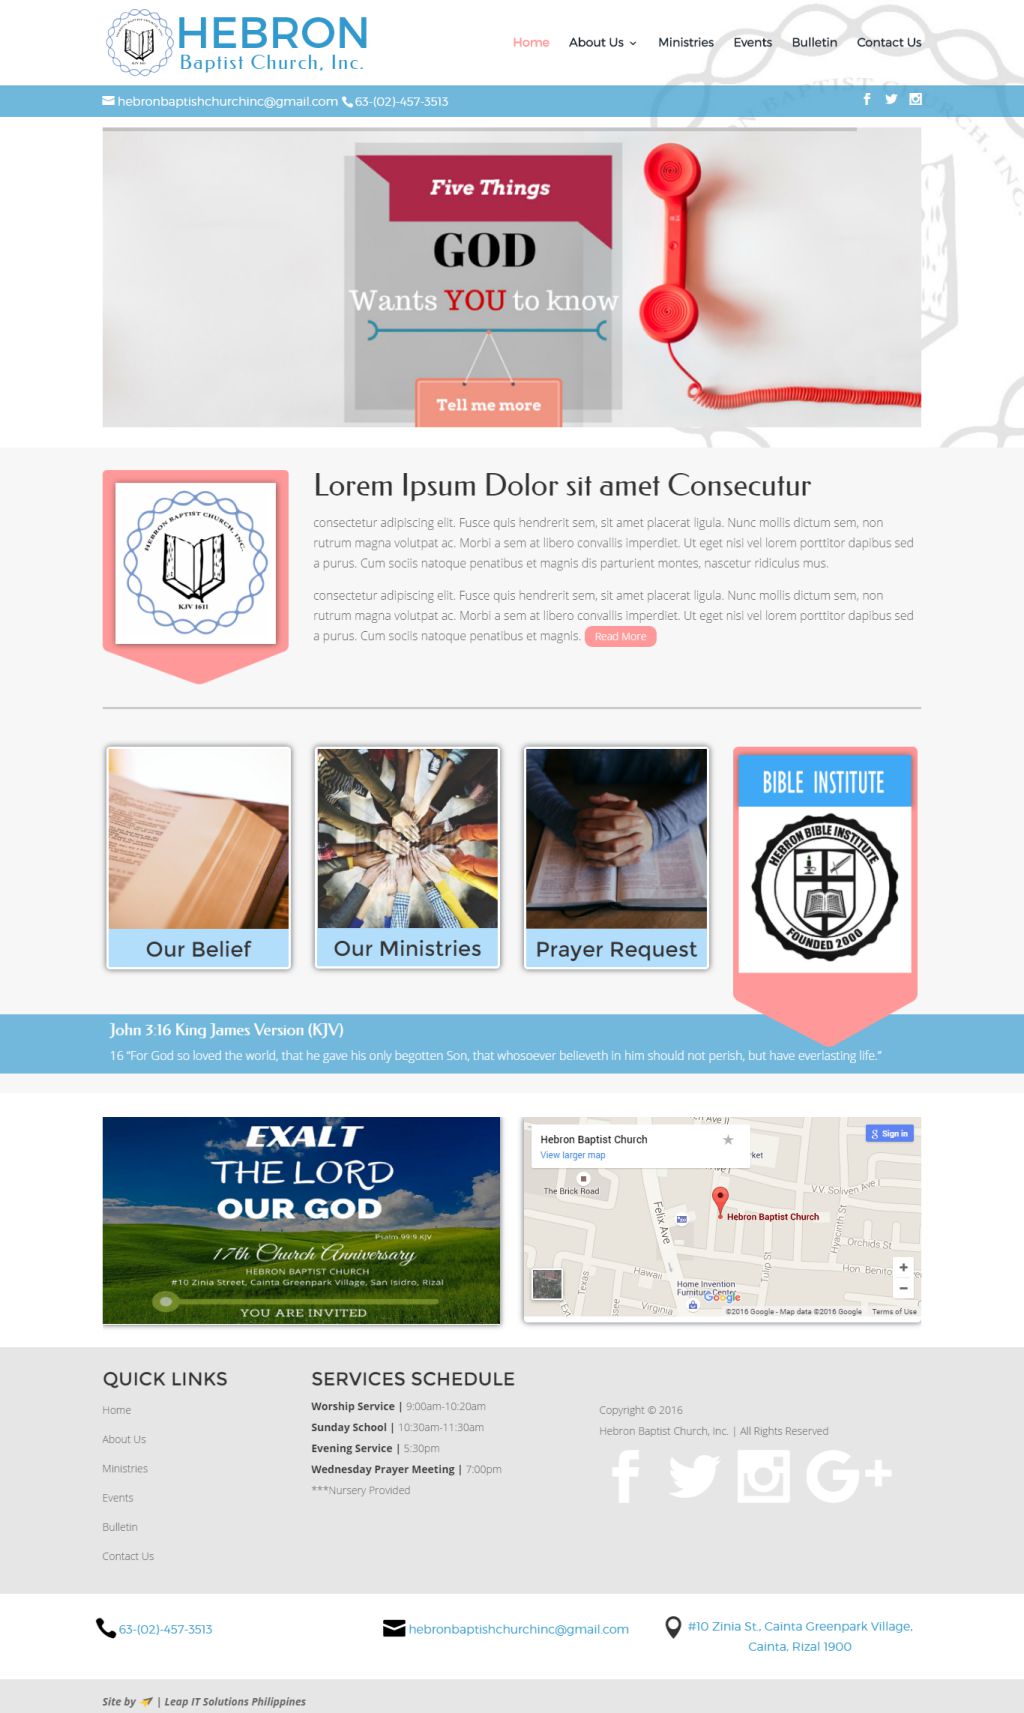 HEBRON
Baptist Church, Inc.
Home About Us Ministries Events Bulletin Contact Us
hebronbaptishchurchinc@gmail.com 63-(02)-457-3513
Five Things
GOD
Wants YOU to know
Tell me more
HEBRON BAPTIST CHURCH, INC.
KJV 1611
Lorem Ipsum Dolor sit amet Consecutur
consectetur adipiscing elit. Fusce quis hendrerit sem, sit amet placerat ligula. Nunc mollis dictum sem, non
rutrum magna volutpat ac. Morbi a sem at libero convallis imperdiet. Ut eget nisi vel lorem porttitor dapibus sed
a purus. Cum sociis natoque penatibus et magnis dis parturient montes, nascetur ridiculus mus.
consectetur adipiscing elit. Fusce quis hendrerit sem, sit amet placerat ligula. Nunc mollis dictum sem, non
rutrum magna volutpat ac. Morbi a sem at libero convallis imperdiet. Ut eget nisi vel lorem porttitor dapibus sed
a purus. Cum sociis natoque penatibus et magnis. Read More
Our Belief
Our Ministries
Prayer Request
BIBLE INSTITUTE
HEBRON BIBLE INSTITUTE
FOUNDED 2000
John 3:16 King James Version (KJV)
16 "For God so loved the world, that he gave his only begotten Son, that whosoever believeth in him should not perish, but have everlasting life."
EXALT
THE LORD
OUR GOD
Psalm 99:9 KJV
17th Church Anniversary
HEBRON BAPTIST CHURCH
#10 Zinia Street, Cainta Greenpark Village, San Isidro, Rizal
YOU ARE INVITED
Hebron Baptist Church
View larger map
Sign in
The Brick Road
V.V Soliven Ave I
Felix Ave
Hebron Baptist Church
Hyacinth St
Orchids St
Tulip St
Hon. Benito
Hawaii
Texas
Virginia
Home Invention
Furniture Center
Google
©2016 Google - Map data ©2016 Google Terms of Use
QUICK LINKS
Home
About Us
Ministries
Events
Bulletin
Contact Us
SERVICES SCHEDULE
Worship Service | 9:00am-10:20am
Sunday School | 10:30am-11:30am
Evening Service | 5:30pm
Wednesday Prayer Meeting | 7:00pm
***Nursery Provided
Copyright © 2016
Hebron Baptist Church, Inc. | All Rights Reserved
63-(02)-457-3513
hebronbaptishchurchinc@gmail.com
#10 Zinia St., Cainta Greenpark Village,
Cainta, Rizal 1900
Site by | Leap IT Solutions Philippines